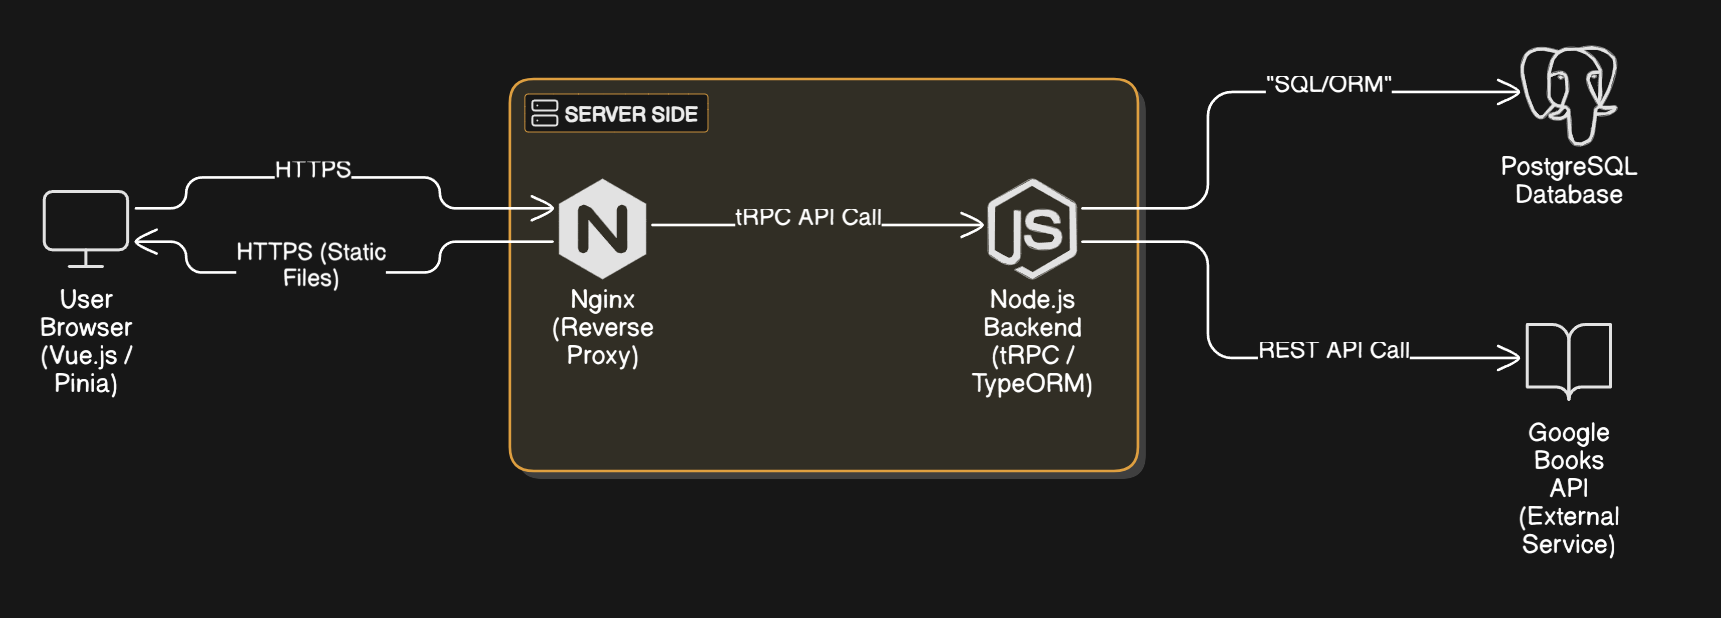 SERVER SIDE
HTTPS
HTTPS (Static
Files)
User
Browser
(Vue.js /
Pinia)
N
Nginx
(Reverse
Proxy)
tRPC API Call
JS
Node.js
Backend
(tRPC /
TypeORM)
"SQL/ORM"
PostgreSQL
Database
REST API Call
Google
Books
API
(External
Service)